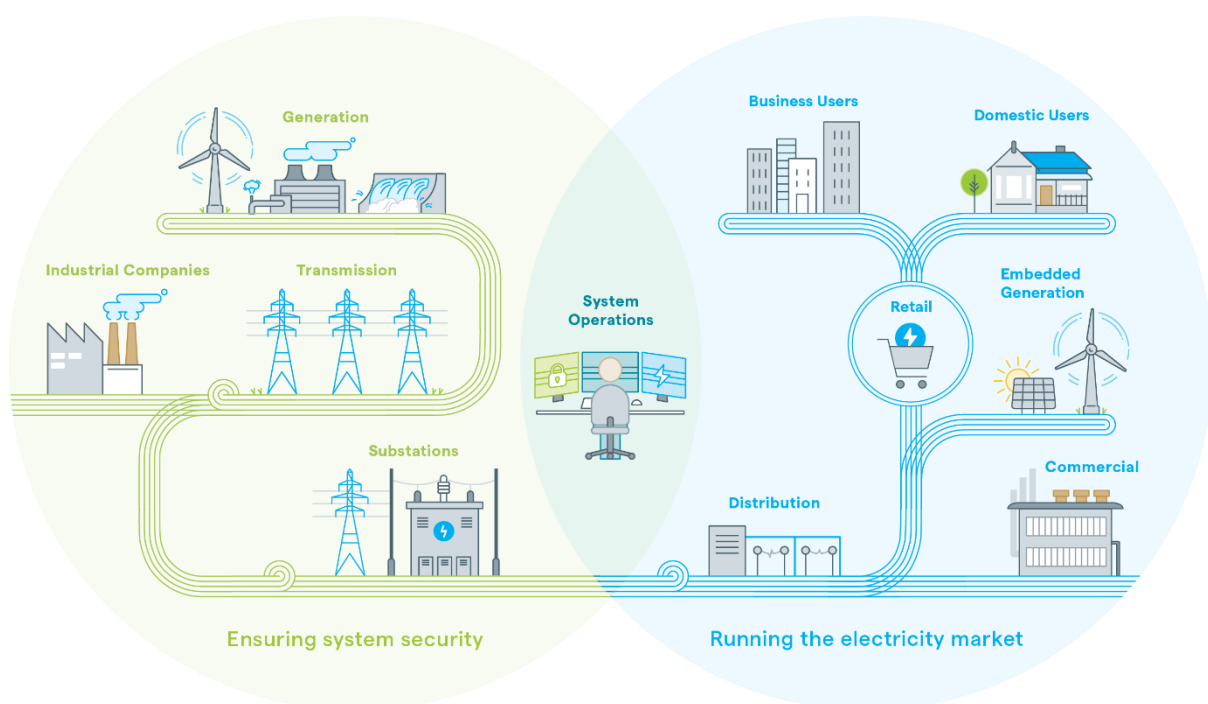 Generation
Industrial Companies
Transmission
Substations
Ensuring system security
System
Operations
Business Users
Domestic Users
Retail
Embedded
Generation
Commercial
Distribution
Running the electricity market